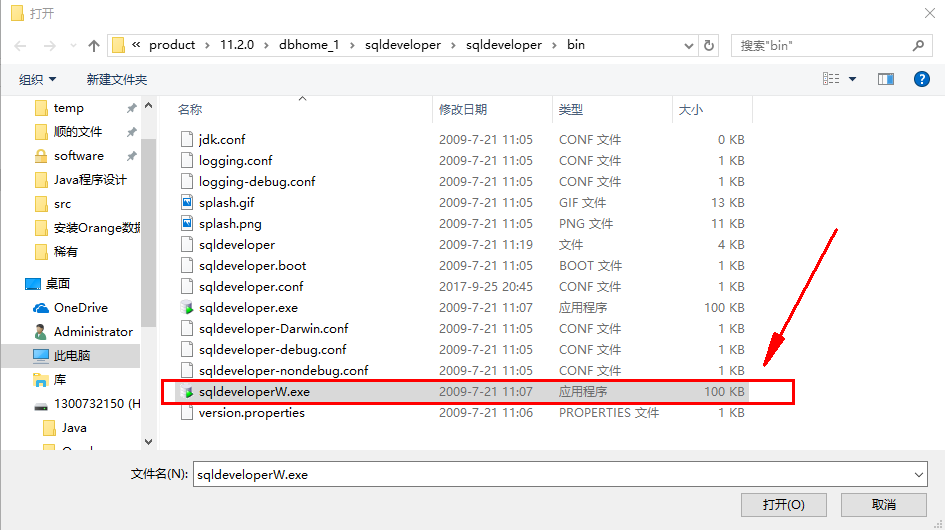 打开
« product › 11.2.0 › dbhome_1 › sqldeveloper › sqldeveloper › bin
搜索"bin"
组织 新建文件夹
temp
顺的文件
software
Java程序设计
src
安装Orange数据
稀有
桌面
OneDrive
Administrator
此电脑
库
1300732150 (H
Java
名称 修改日期 类型 大小
jdk.conf 2009-7-21 11:05 CONF 文件 0 KB
logging.conf 2009-7-21 11:05 CONF 文件 1 KB
logging-debug.conf 2009-7-21 11:05 CONF 文件 1 KB
splash.gif 2009-7-21 11:05 GIF 文件 13 KB
splash.png 2009-7-21 11:05 PNG 文件 11 KB
sqldeveloper 2009-7-21 11:19 文件 4 KB
sqldeveloper.boot 2009-7-21 11:05 BOOT 文件 1 KB
sqldeveloper.conf 2017-9-25 20:45 CONF 文件 1 KB
sqldeveloper.exe 2009-7-21 11:07 应用程序 100 KB
sqldeveloper-Darwin.conf 2009-7-21 11:05 CONF 文件 1 KB
sqldeveloper-debug.conf 2009-7-21 11:05 CONF 文件 1 KB
sqldeveloper-nondebug.conf 2009-7-21 11:05 CONF 文件 1 KB
sqldeveloperW.exe 2009-7-21 11:07 应用程序 100 KB
version.properties 2009-7-21 11:06 PROPERTIES 文件 1 KB
文件名(N): sqldeveloperW.exe
打开(O) 取消